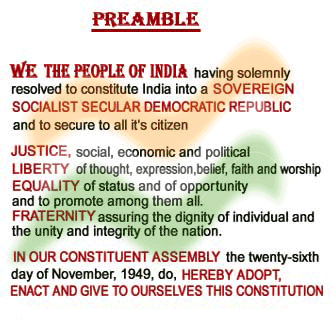 PREAMBLE
WE THE PEOPLE OF INDIA having solemnly
resolved to constitute India into a SOVEREIGN
SOCIALIST SECULAR DEMOCRATIC REPUBLIC
and to secure to all it's citizen
JUSTICE, social, economic and political
LIBERTY of thought, expression,belief, faith and worship
EQUALITY of status and of opportunity
and to promote among them all.
FRATERNITY assuring the dignity of individual and
the unity and integrity of the nation.
IN OUR CONSTITUENT ASSEMBLY the twenty-sixth
day of November, 1949, do, HEREBY ADOPT,
ENACT AND GIVE TO OURSELVES THIS CONSTITUTION